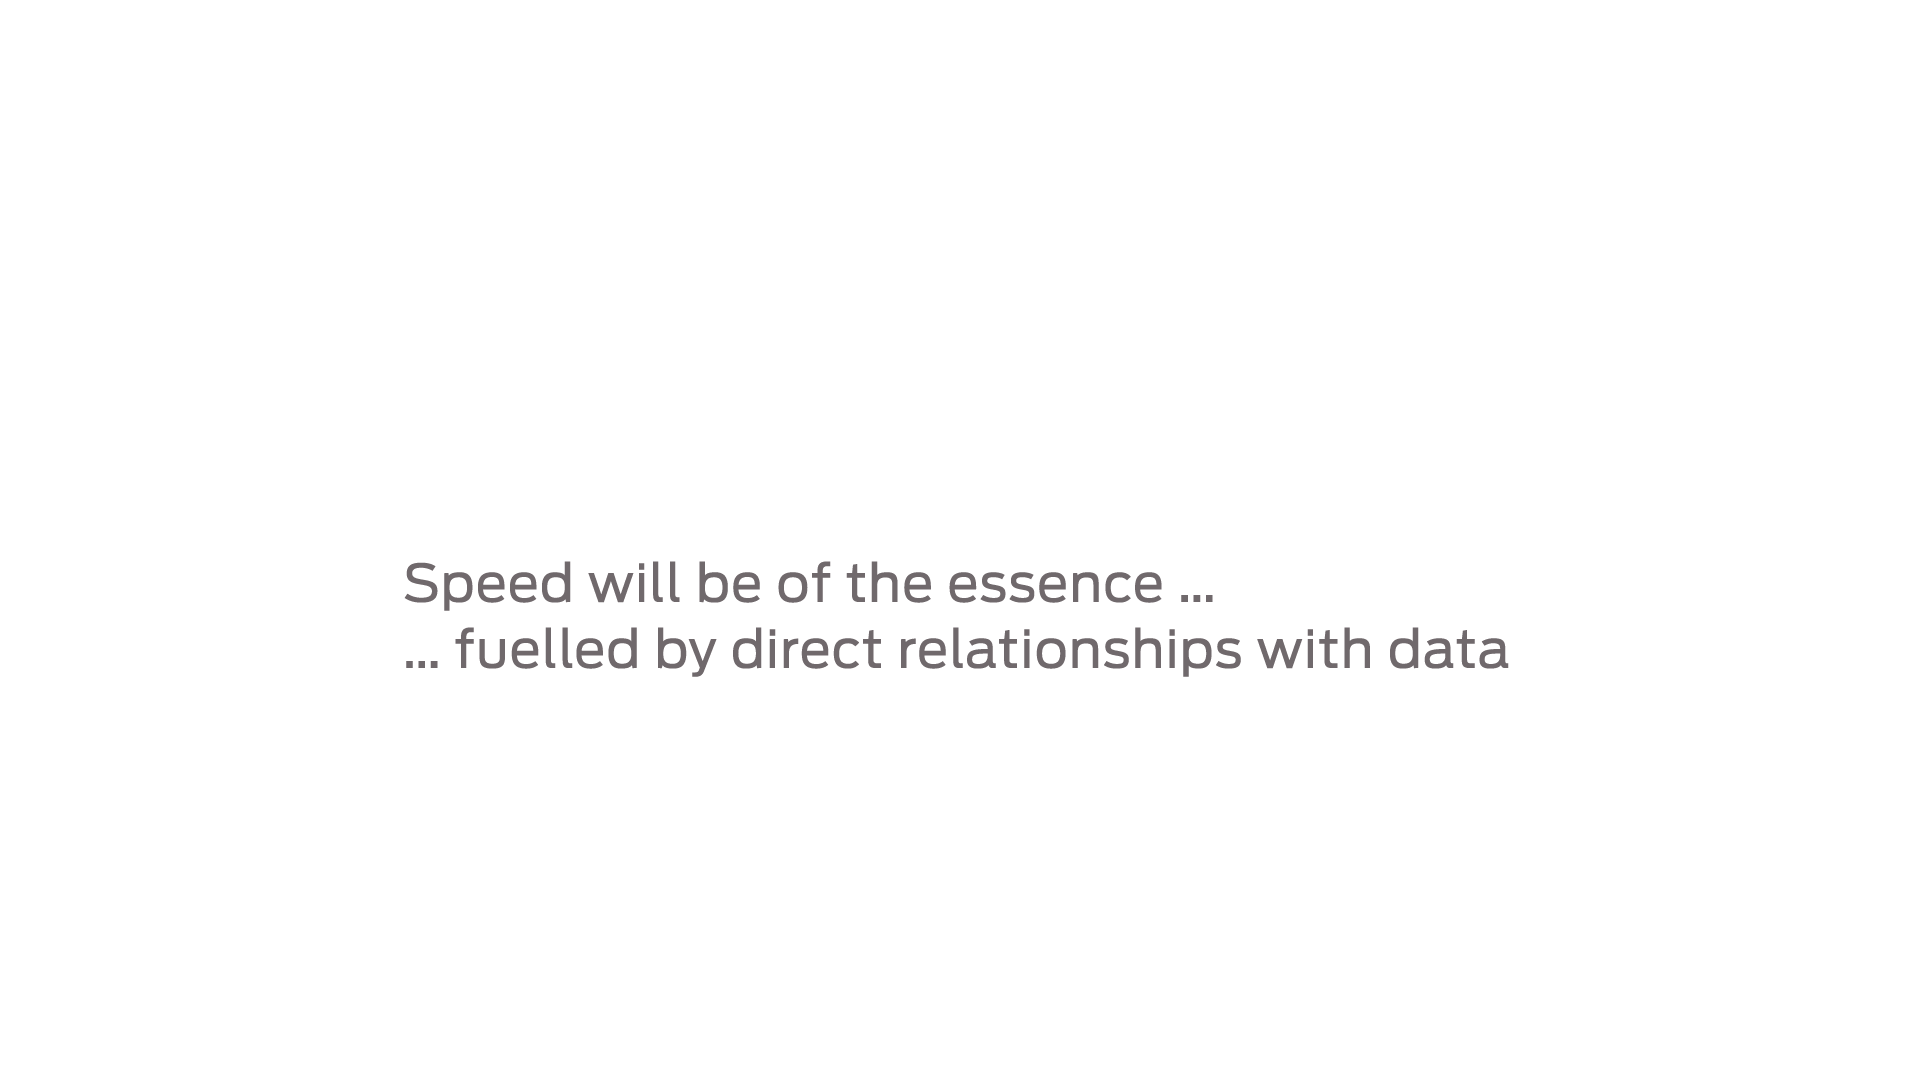 Speed will be of the essence ...
... fuelled by direct relationships with data